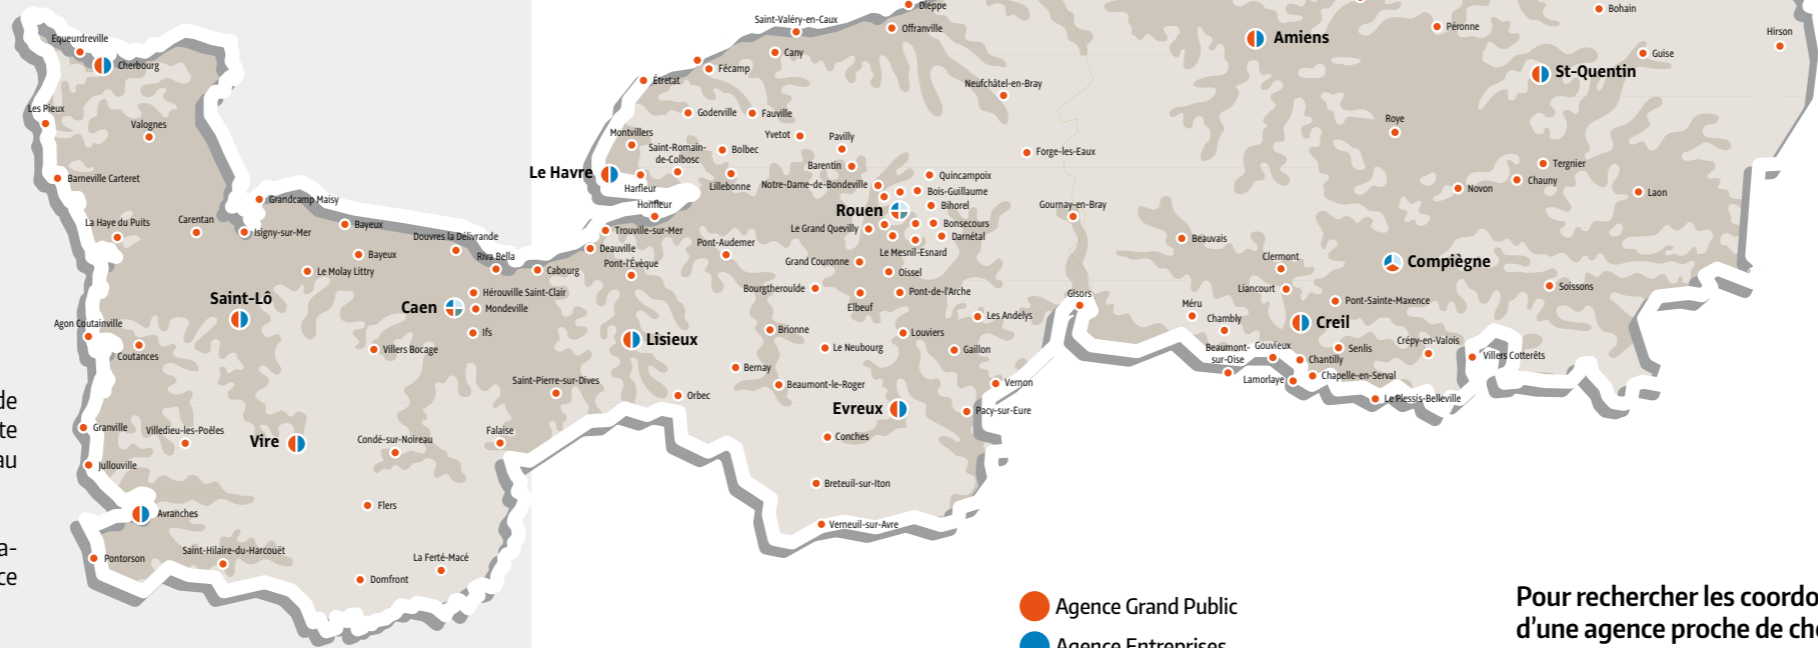 Dieppe
Bohain
Saint-Valéry-en-Caux
Offranville
Péronne
Hirson
Equeurdreville
Amiens
Cherbourg
Cany
Guise
Fécamp
St-Quentin
Étretat
Neufchâtel-en-Bray
Les Pieux
Goderville
Fauville
Valognes
Roye
Montvillers
Yvetot
Pavilly
Saint-Romain-
de-Colbosc
Bolbec
Forge-les-Eaux
Barentin
Tergnier
Le Havre
Barneville Carteret
Harfleur
Lillebonne
Notre-Dame-de-Bondeville
Quincampoix
Chauny
Novon
Laon
Bois-Guillaume
Grandcamp Maisy
Honfleur
Rouen
Bihorel
Gournay-en-Bray
La Haye du Puits
Carentan
Isigny-sur-Mer
Bayeux
Trouville-sur-Mer
Le Grand Quevilly
Bonsecours
Darnétal
Douvres la Délivrande
Pont-Audemer
Beauvais
Bayeux
Riva Bella
Deauville
Le Mesnil-Esnard
Clermont
Le Molay Littry
Cabourg
Pont-l'Évèque
Grand Couronne
Oissel
Compiègne
Saint-Lô
Hérouville Saint-Clair
Bourgtheroulde
Pont-de-l'Arche
Gisors
Liancourt
Soissons
Caen
Mondeville
Elbeuf
Méru
Pont-Sainte-Maxence
Agon Coutainville
Ifs
Les Andelys
Chambly
Creil
Coutances
Villers Bocage
Lisieux
Brionne
Louviers
Le Neubourg
Gaillon
Beaumont-
sur-Oise
Gouvieux
Senlis
Crépy-en-Valois
Villers Cotterêts
Chantilly
Bernay
Saint-Pierre-sur-Dives
Beaumont-le-Roger
Vernon
Lamorlaye
Chapelle-en-Serval
Orbec
Le Plessis-Belleville
de
Evreux
Pacy-sur-Eure
te
Granville
Villedieu-les-Poêles
Vire
Condé-sur-Noireau
Falaise
Conches
au
Jullouville
Breteuil-sur-Iton
Flers
Avranches
Verneuil-sur-Avre
a-
Pontorson
Saint-Hilaire-du-Harcouët
La Ferté-Macé
ce
Domfront
Agence Grand Public
Agence Entreprises
Pour rechercher les coordo
d'une agence proche de che